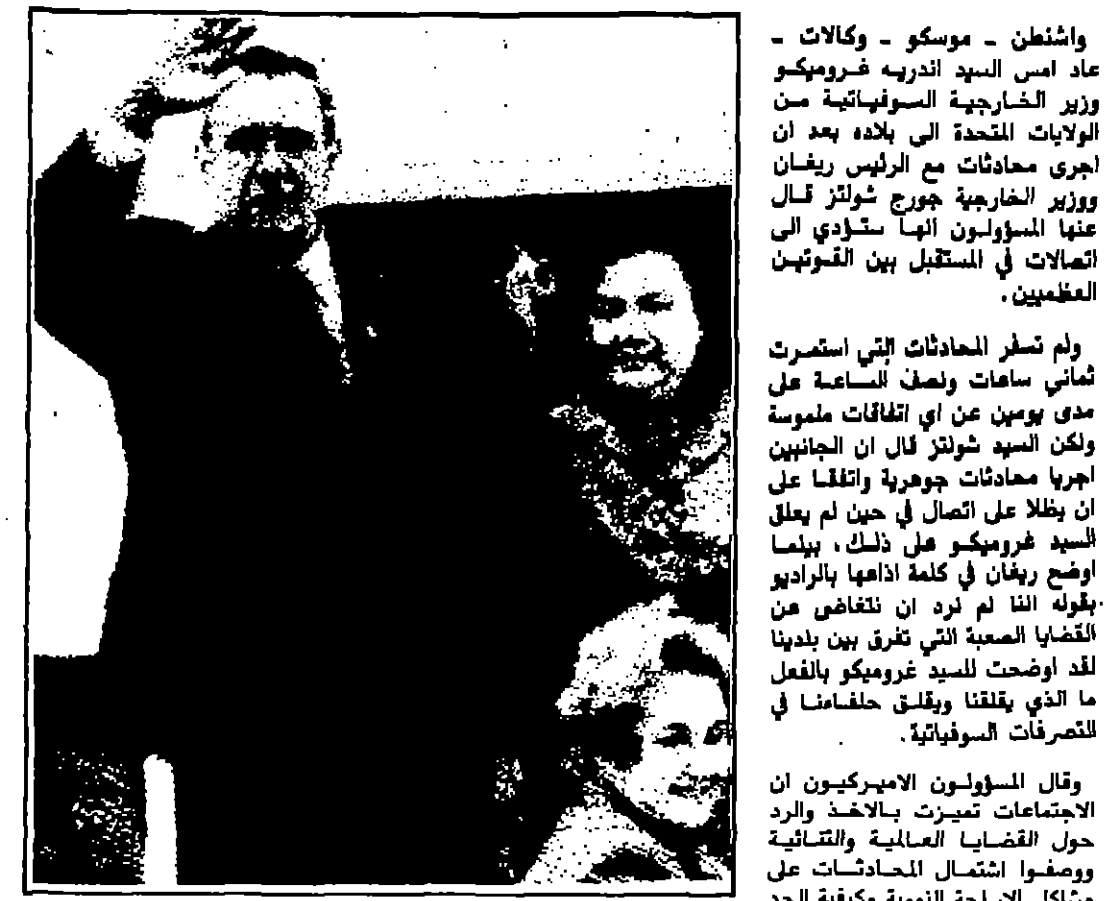 واشنطن ـ موسكو ـ وكالات ـ
عاد امس السيد اندريه غروميكو
وزير الخارجية السوفياتية من
الولايات المتحدة الى بلاده بعد ان
اجرى محادثات مع الرئيس ريغان
ووزير الخارجية جورج شولتز قال
عنها المسؤولون انها ستؤدي الى
اتصالات في المستقبل بين القوتين
العظميين .
ولم تسفر المحادثات التي استمرت
ثماني ساعات ونصف الساعة على
مدى يومين عن اي اتفاقات ملموسة
ولكن السيد شولتز قال ان الجانبين
اجريا محادثات جوهرية واتفقا على
ان يظلا على اتصال في حين لم يعلق
السيد غروميكو على ذلك ، بينما
اوضح ريغان في كلمة اذاعها بالراديو
بقوله اننا لم نرد ان نتغاضى عن
القضايا الصعبة التي تفرق بين بلدينا
لقد اوضحت للسيد غروميكو بالفعل
ما الذي يقلقنا ويقلق حلفاءنا في
التصرفات السوفياتية .
وقال المسؤولون الاميركيون ان
الاجتماعات تميزت بالاخذ والرد
حول القضايا العالمية والثنائية
ووصفوا اشتمال المحادثات على
مشاكل الاسلحة النووية وكيفية الحد